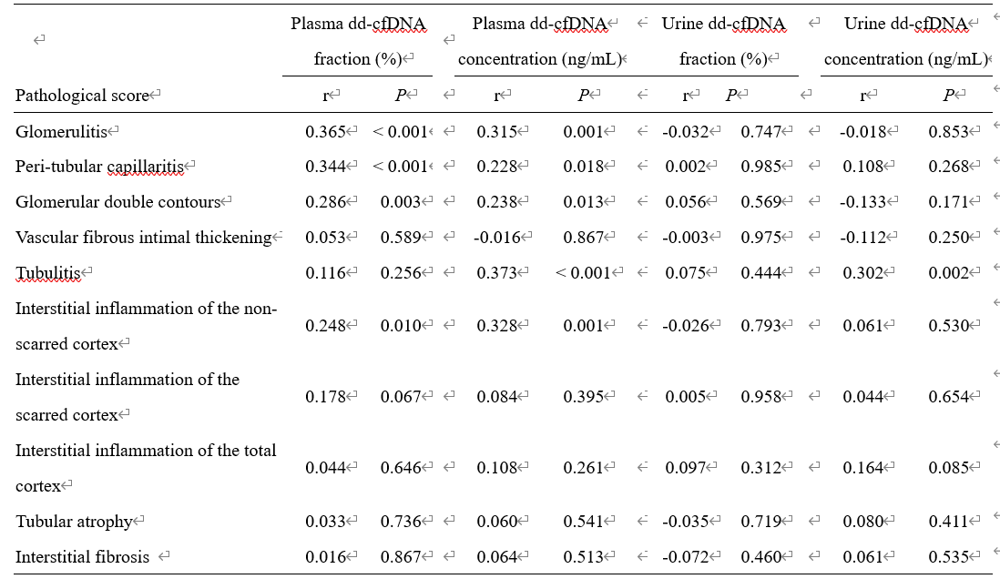 Plasma dd-cfDNA Plasma dd-cfDNA Urine dd-cfDNA Urine dd-cfDNA
fraction (%) concentration (ng/mL) fraction (%) concentration (ng/mL)
Pathological score r P r P r P r P
Glomerulitis 0.365 < 0.001 0.315 0.001 -0.032 0.747 -0.018 0.853
Peri-tubular capillaritis 0.344 < 0.001 0.228 0.018 0.002 0.985 0.108 0.268
Glomerular double contours 0.286 0.003 0.238 0.013 0.056 0.569 -0.133 0.171
Vascular fibrous intimal thickening 0.053 0.589 -0.016 0.867 -0.003 0.975 -0.112 0.250
Tubulitis 0.116 0.256 0.373 < 0.001 0.075 0.444 0.302 0.002
Interstitial inflammation of the non-
scarred cortex 0.248 0.010 0.328 0.001 -0.026 0.793 0.061 0.530
Interstitial inflammation of the
scarred cortex 0.178 0.067 0.084 0.395 0.005 0.958 0.044 0.654
Interstitial inflammation of the total
cortex 0.044 0.646 0.108 0.261 0.097 0.312 0.164 0.085
Tubular atrophy 0.033 0.736 0.060 0.541 -0.035 0.719 0.080 0.411
Interstitial fibrosis 0.016 0.867 0.064 0.513 -0.072 0.460 0.061 0.535